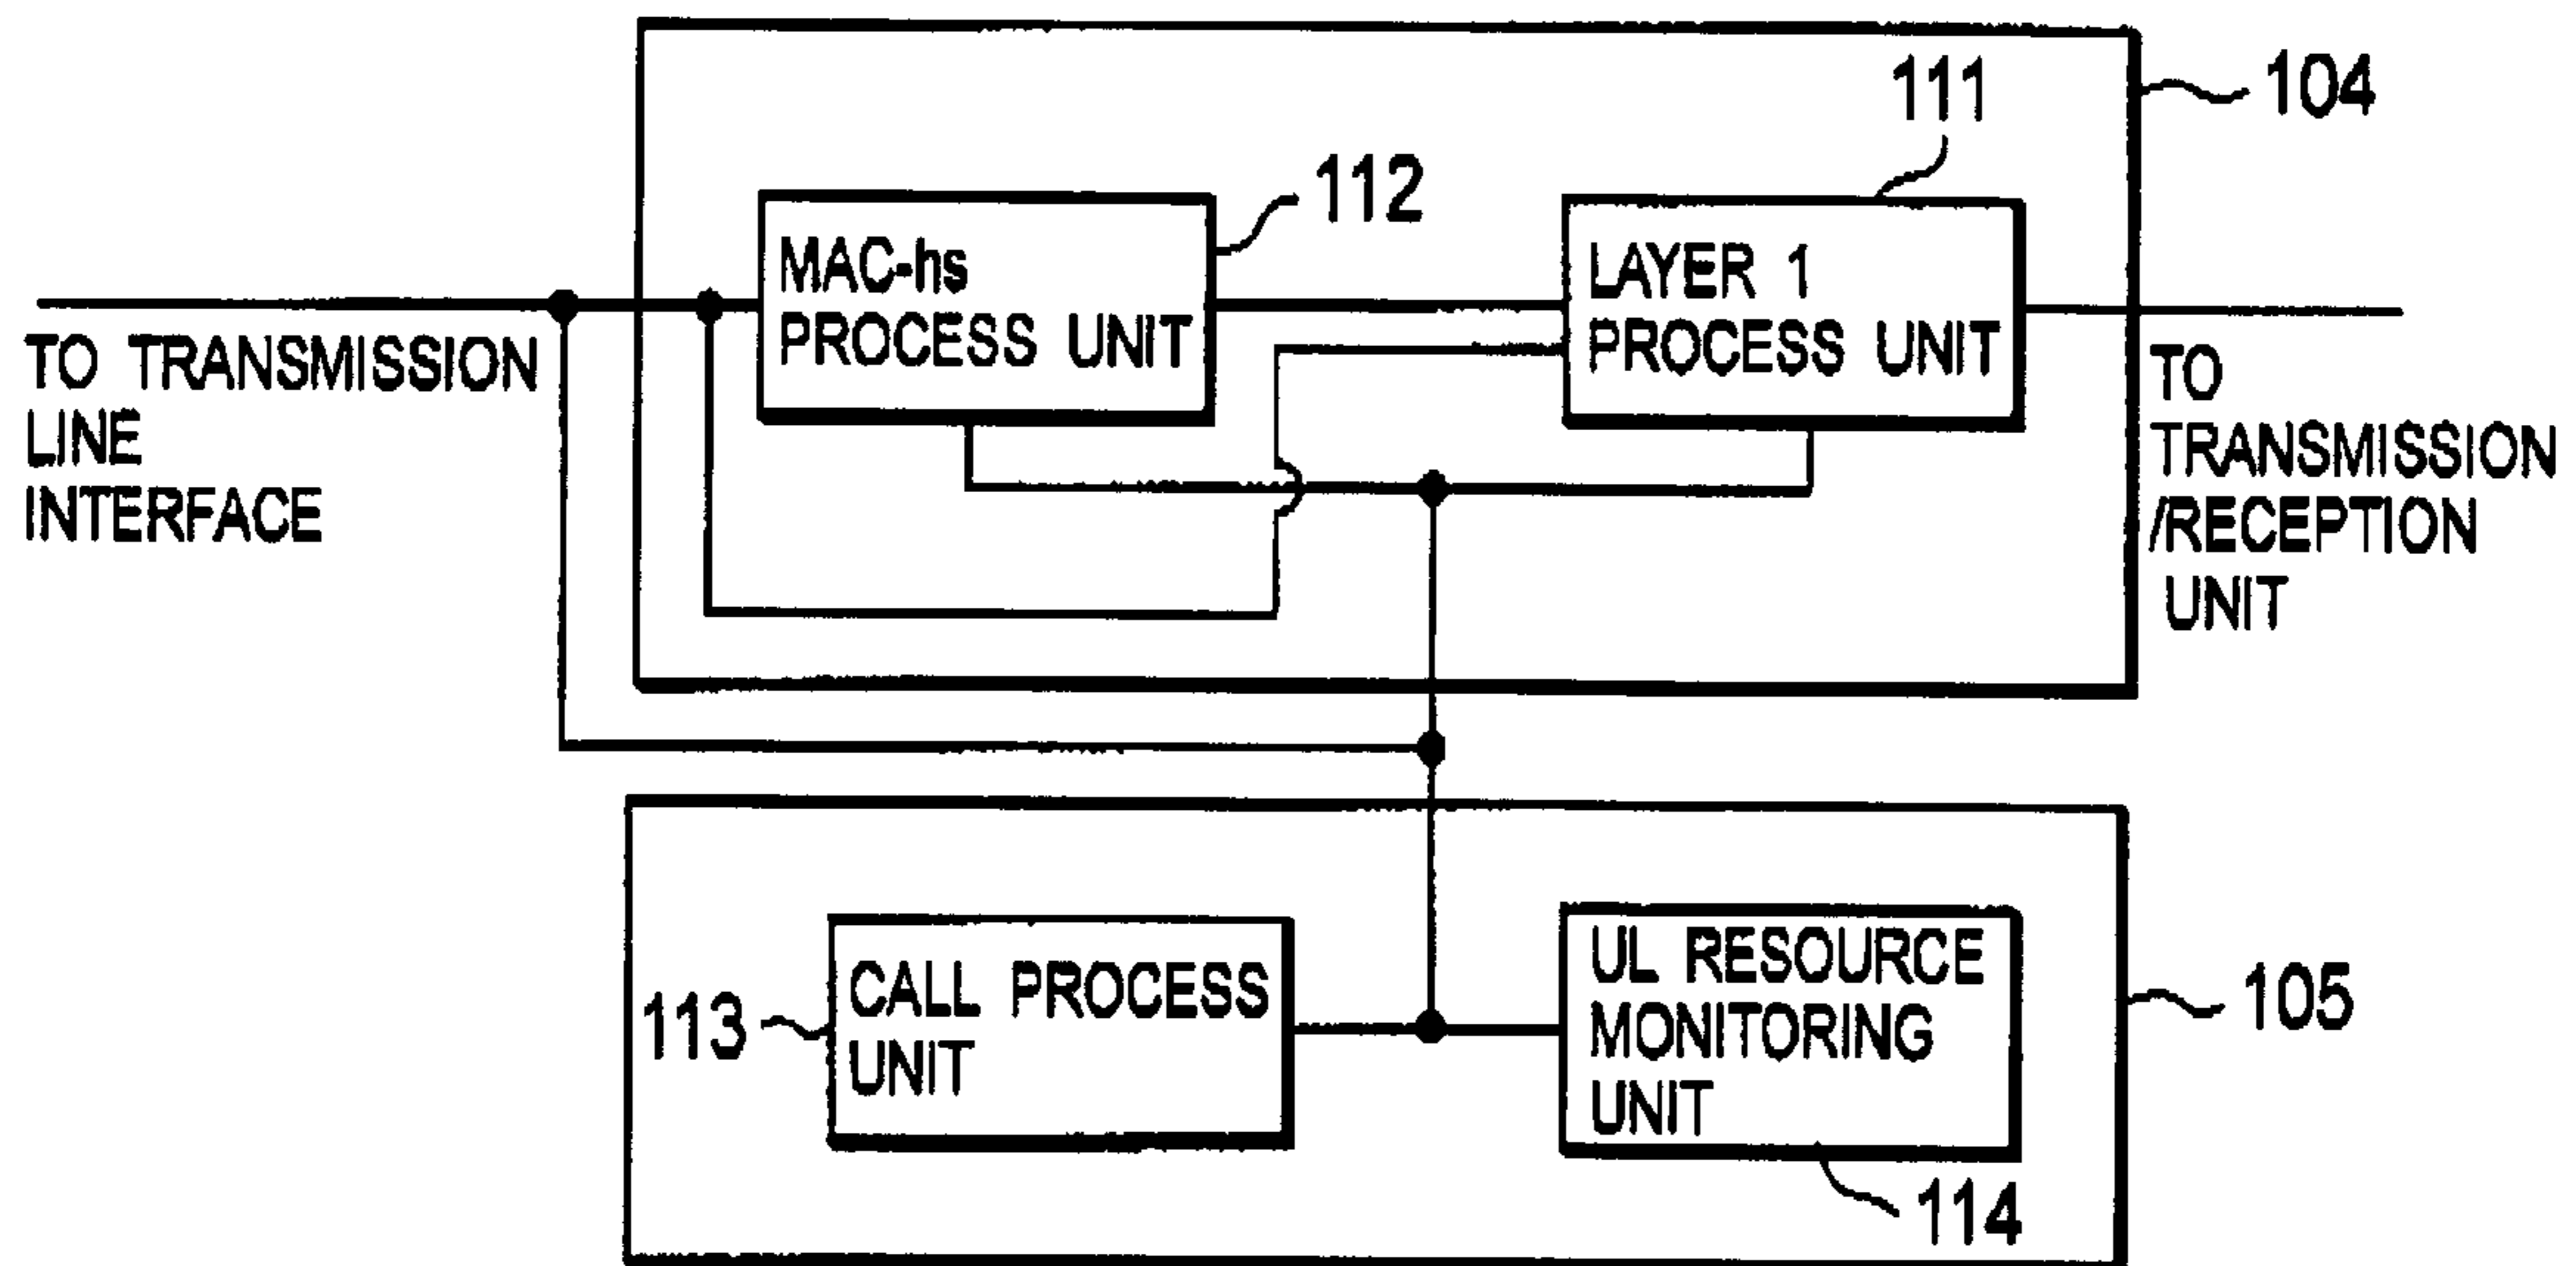 104
111
112
MAC-hs
PROCESS UNIT
LAYER 1
PROCESS UNIT
TO TRANSMISSION
LINE
INTERFACE
TO
TRANSMISSION
/RECEPTION
UNIT
113
CALL PROCESS
UNIT
UL RESOURCE
MONITORING
UNIT
105
114